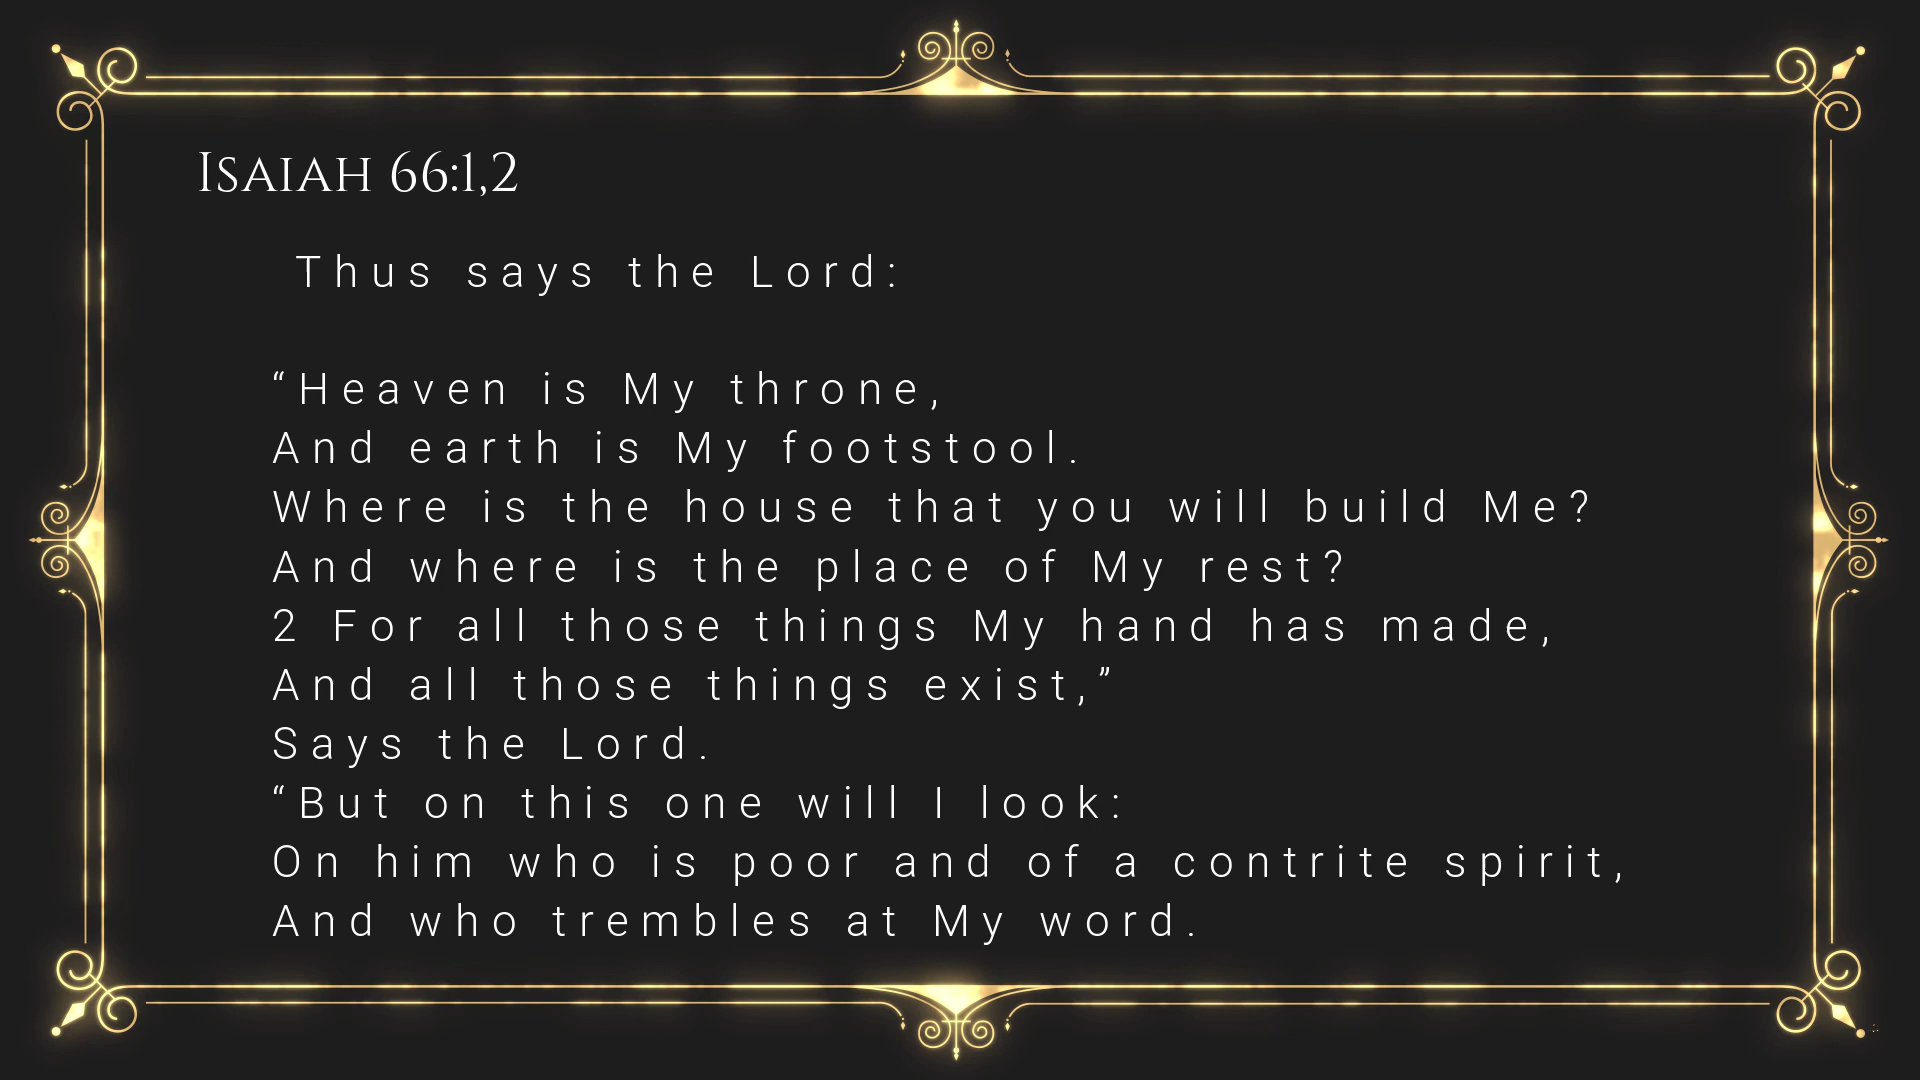 Isaiah 66:1,2
Thus says the Lord:
“Heaven is My throne,
And earth is My footstool.
Where is the house that you will build Me?
And where is the place of My rest?
2 For all those things My hand has made,
And all those things exist,”
Says the Lord.
“But on this one will I look:
On him who is poor and of a contrite spirit,
And who trembles at My word.